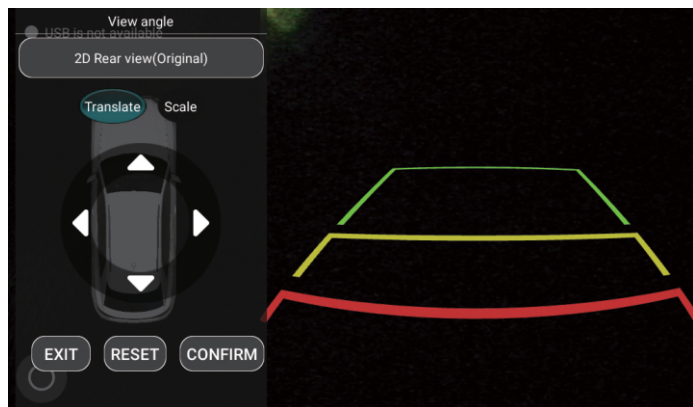 View angle
USB is not available
2D Rear view(Original)
Translate Scale
EXIT RESET CONFIRM